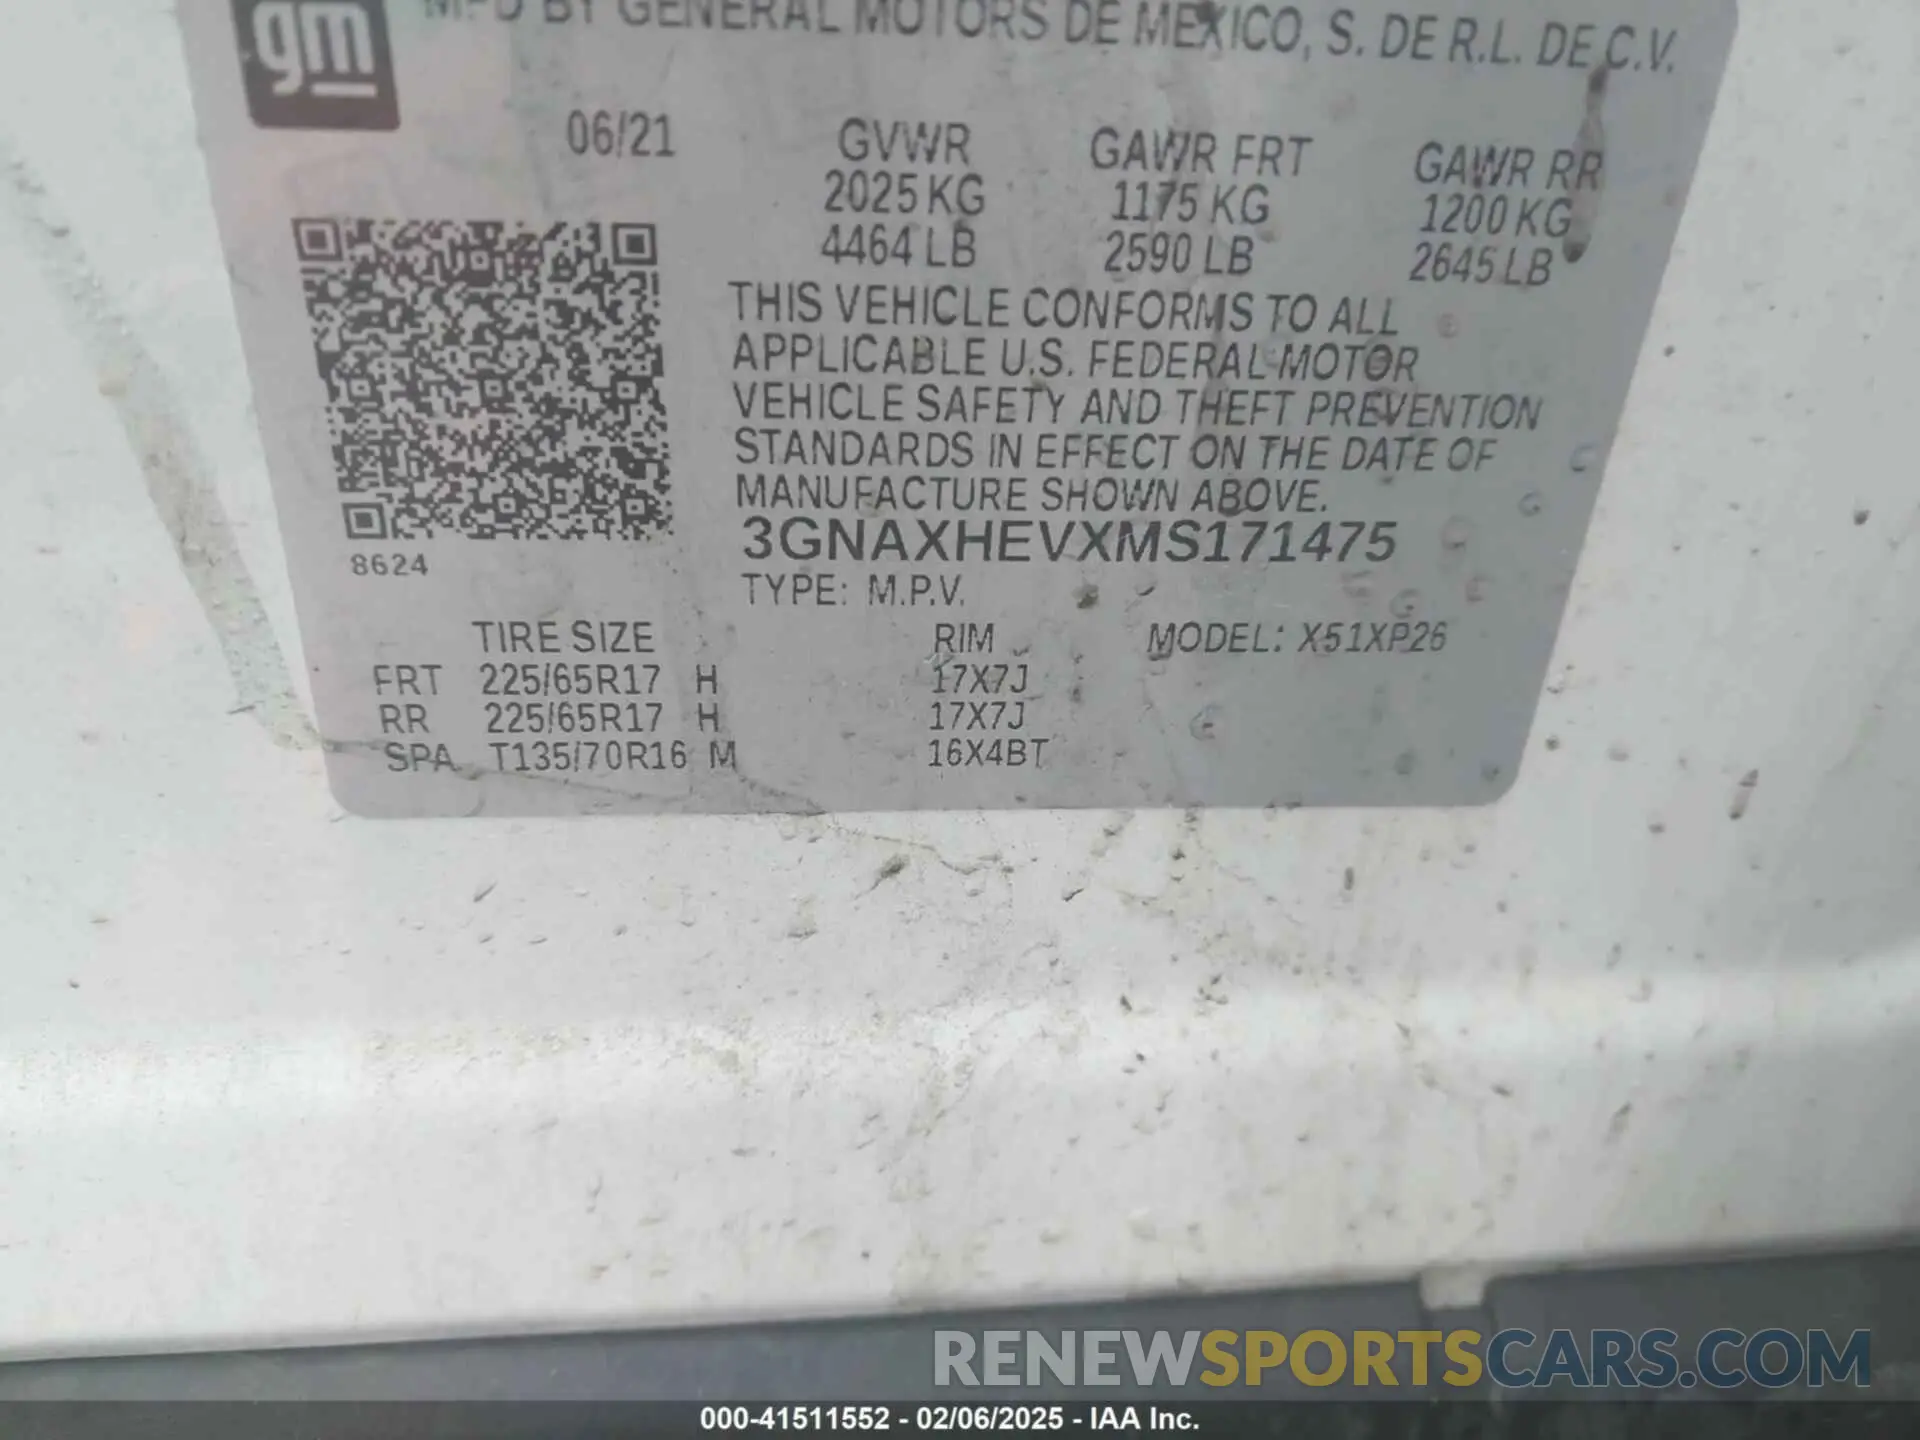 gm
MFD BY GENERAL MOTORS DE MEXICO, S. DE R.L. DE C.V.
06/21 GVWR GAWR FRT GAWR RR
2025 KG 1175 KG 1200 KG
4464 LB 2590 LB 2645 LB
THIS VEHICLE CONFORMS TO ALL
APPLICABLE U.S. FEDERAL MOTOR
VEHICLE SAFETY AND THEFT PREVENTION
STANDARDS IN EFFECT ON THE DATE OF
MANUFACTURE SHOWN ABOVE.
3GNAXHEVXMS171475
8624
TYPE: M.P.V.
TIRE SIZE RIM MODEL: X51XP26
FRT 225/65R17 H 17X7J
RR 225/65R17 H 17X7J
SPA T135/70R16 M 16X4BT
RENEWSPORTSCARS.COM
000-41511552 - 02/06/2025 - IAA Inc.